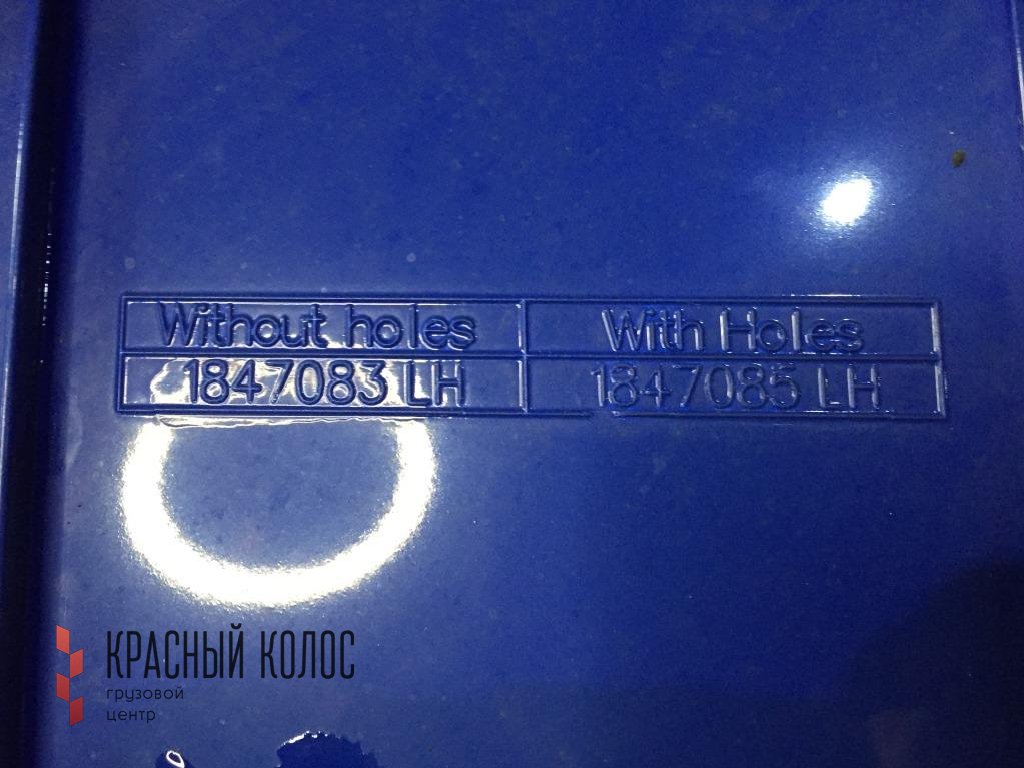 Without holes With Holes
1847083 LH 1847085 LH
КРАСНЫЙ КОЛОС
грузовой
центр